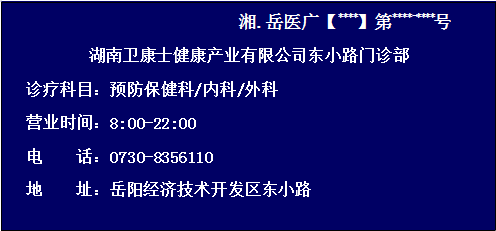 湘.岳医广【****】第****-****号
湖南卫康士健康产业有限公司东小路门诊部
诊疗科目：预防保健科/内科/外科
营业时间：8:00-22:00
电　　话：0730-8356110
地　　址：岳阳经济技术开发区东小路